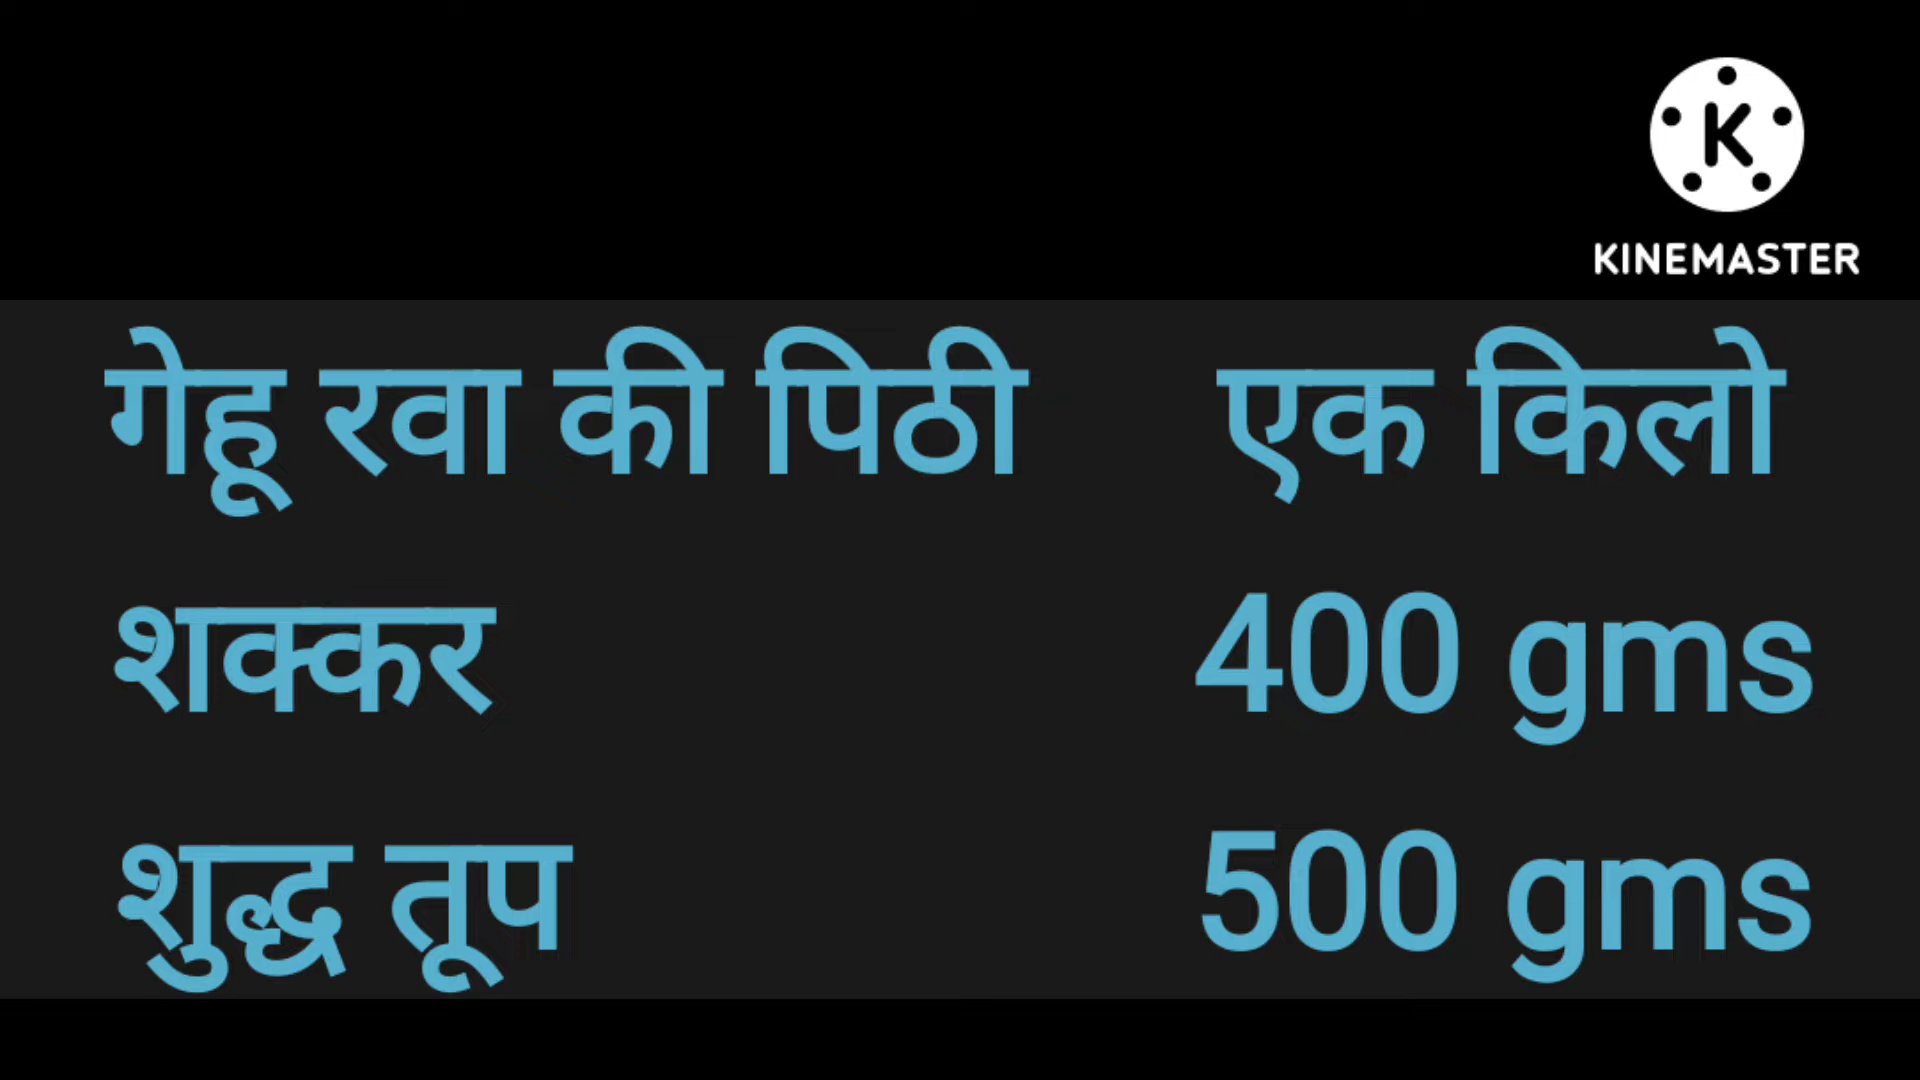 K
KINEMASTER
गेहू रवा की पिठी एक किलो
शक्कर 400 gms
शुद्ध तूप 500 gms